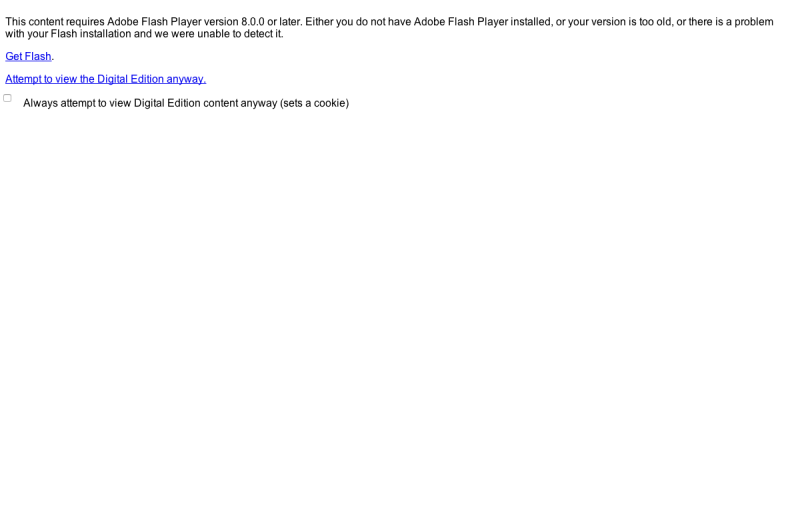 This content requires Adobe Flash Player version 8.0.0 or later. Either you do not have Adobe Flash Player installed, or your version is too old, or there is a problem
with your Flash installation and we were unable to detect it.
Get Flash.
Attempt to view the Digital Edition anyway.
Always attempt to view Digital Edition content anyway (sets a cookie)